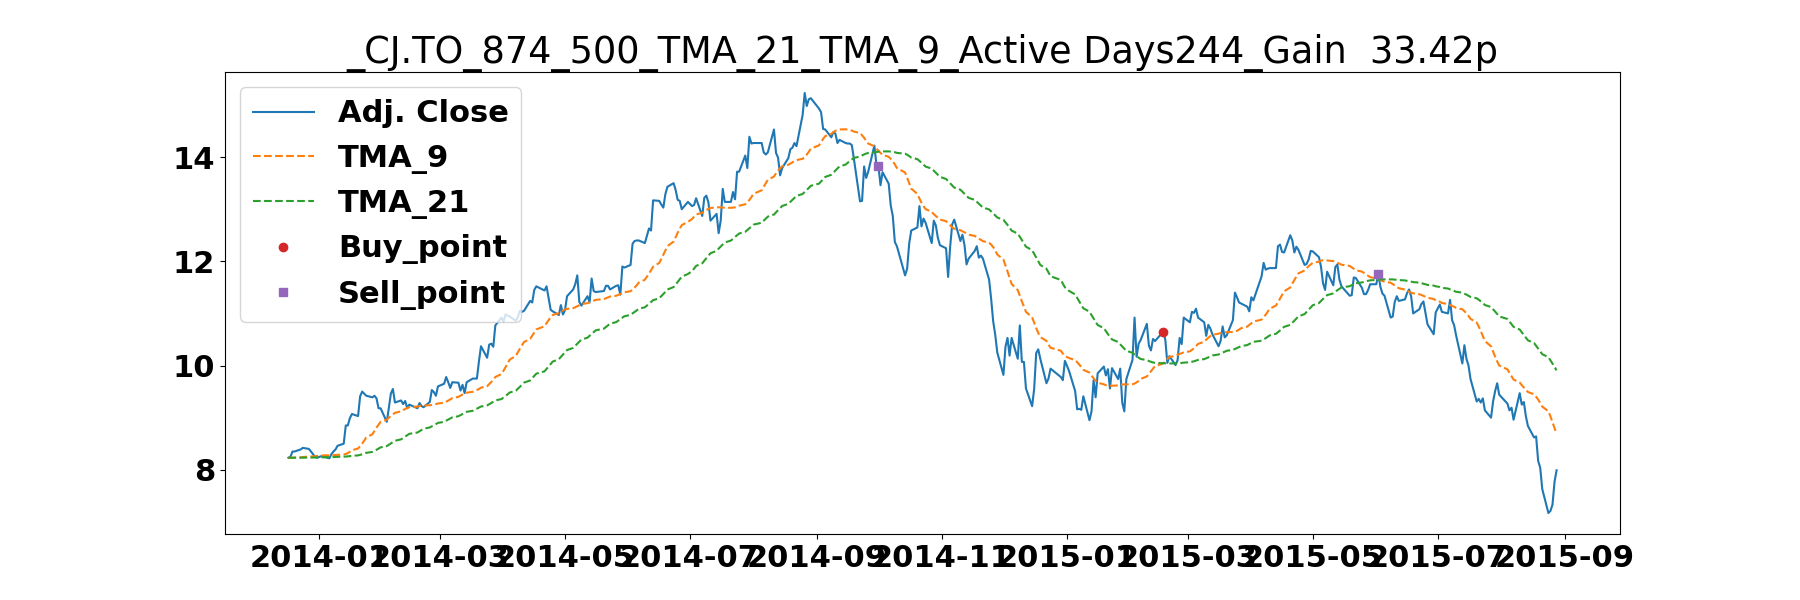 _CJ.TO_874_500_TMA_21_TMA_9_Active Days244_Gain  33.42p
Adj. Close
TMA_9
TMA_21
Buy_point
Sell_point
14
12
10
8
2014-01 2014-03 2014-05 2014-07 2014-09 2014-11 2015-01 2015-03 2015-05 2015-07 2015-09